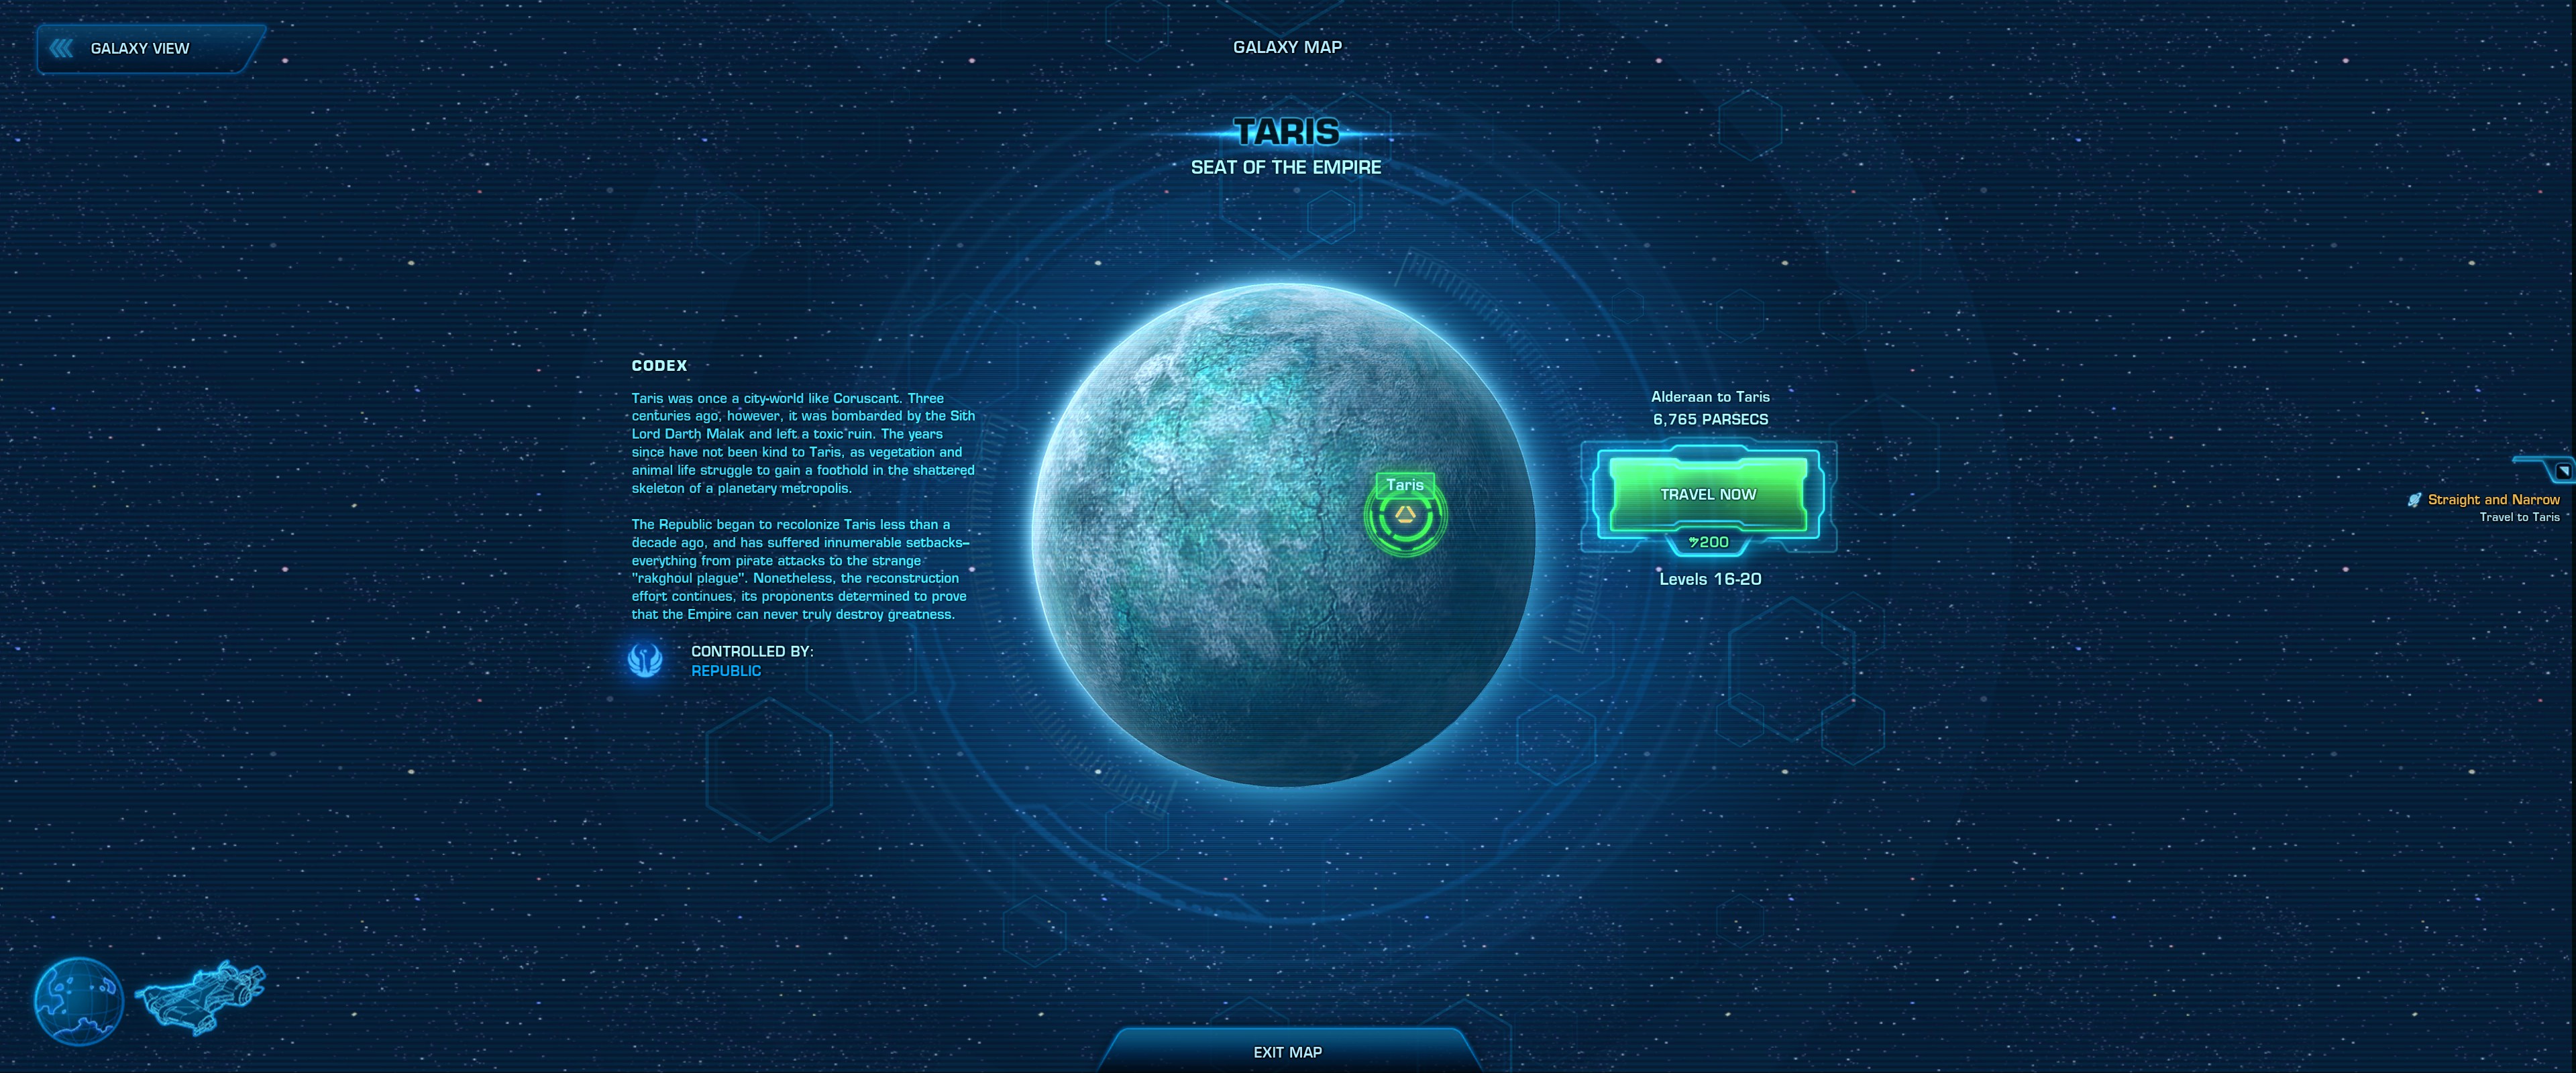 GALAXY VIEW
GALAXY MAP
TARIS
SEAT OF THE EMPIRE
CODEX
Taris was once a city-world like Coruscant. Three
centuries ago, however, it was bombarded by the Sith
Lord Darth Malak and left a toxic ruin. The years
since have not been kind to Taris, as vegetation and
animal life struggle to gain a foothold in the shattered
skeleton of a planetary metropolis.
The Republic began to recolonize Taris less than a
decade ago, and has suffered innumerable setbacks–
everything from pirate attacks to the strange
"rakghoul plague". Nonetheless, the reconstruction
effort continues, its proponents determined to prove
that the Empire can never truly destroy greatness.
CONTROLLED BY:
REPUBLIC
Taris
Alderaan to Taris
6,765 PARSECS
TRAVEL NOW
200
Levels 16-20
Straight and Narrow
Travel to Taris
EXIT MAP